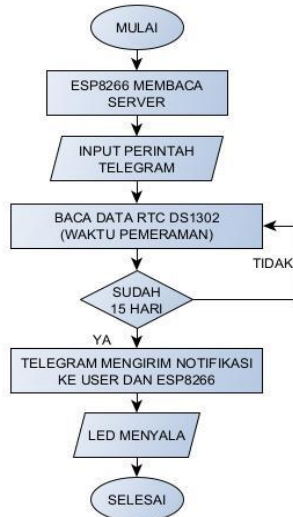 MULAI
ESP8266 MEMBACA
SERVER
INPUT PERINTAH
TELEGRAM
BACA DATA RTC DS1302
(WAKTU PEMERAMAN)
TIDAK
SUDAH
15 HARI
YA
TELEGRAM MENGIRIM NOTIFIKASI
KE USER DAN ESP8266
LED MENYALA
SELESAI